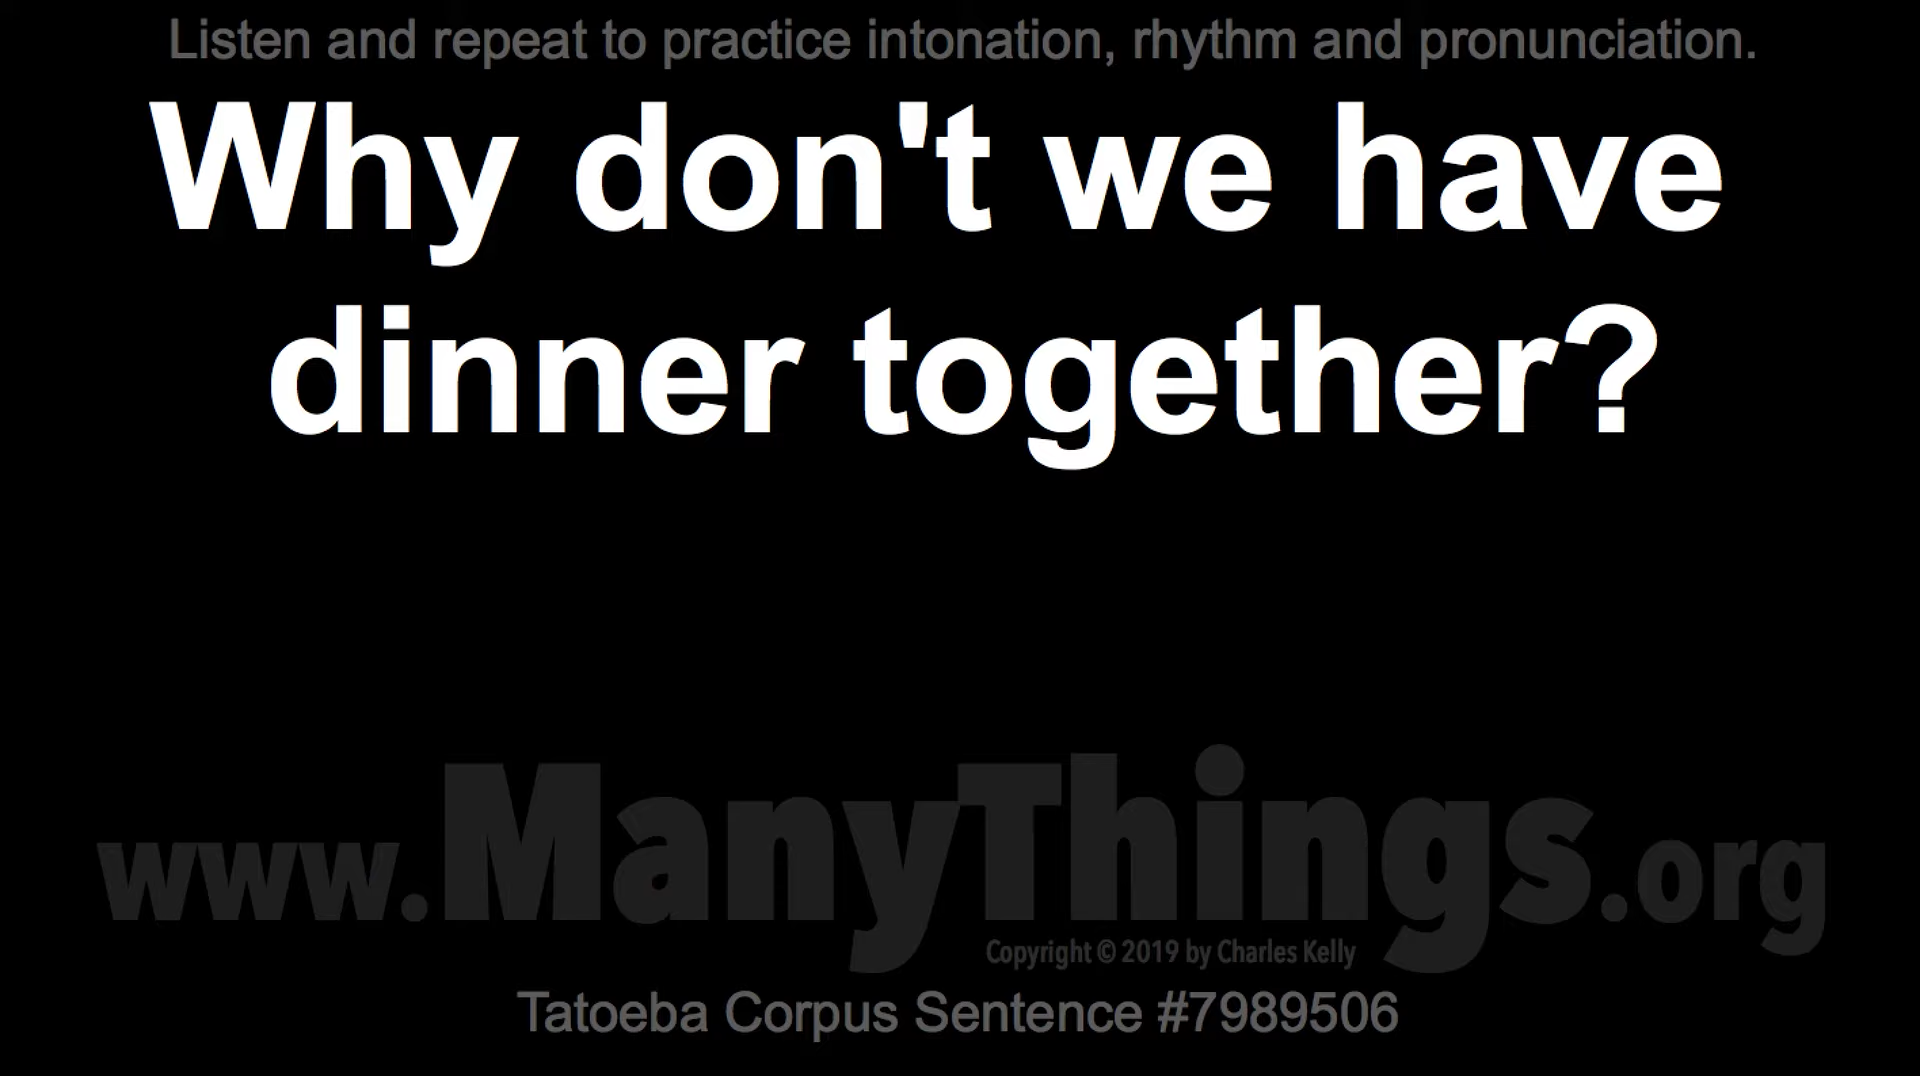 Listen and repeat to practice intonation, rhythm and pronunciation.
Why don't we have
dinner together?
www.ManyThings.org
Copyright © 2019 by Charles Kelly
Tatoeba Corpus Sentence #7989506